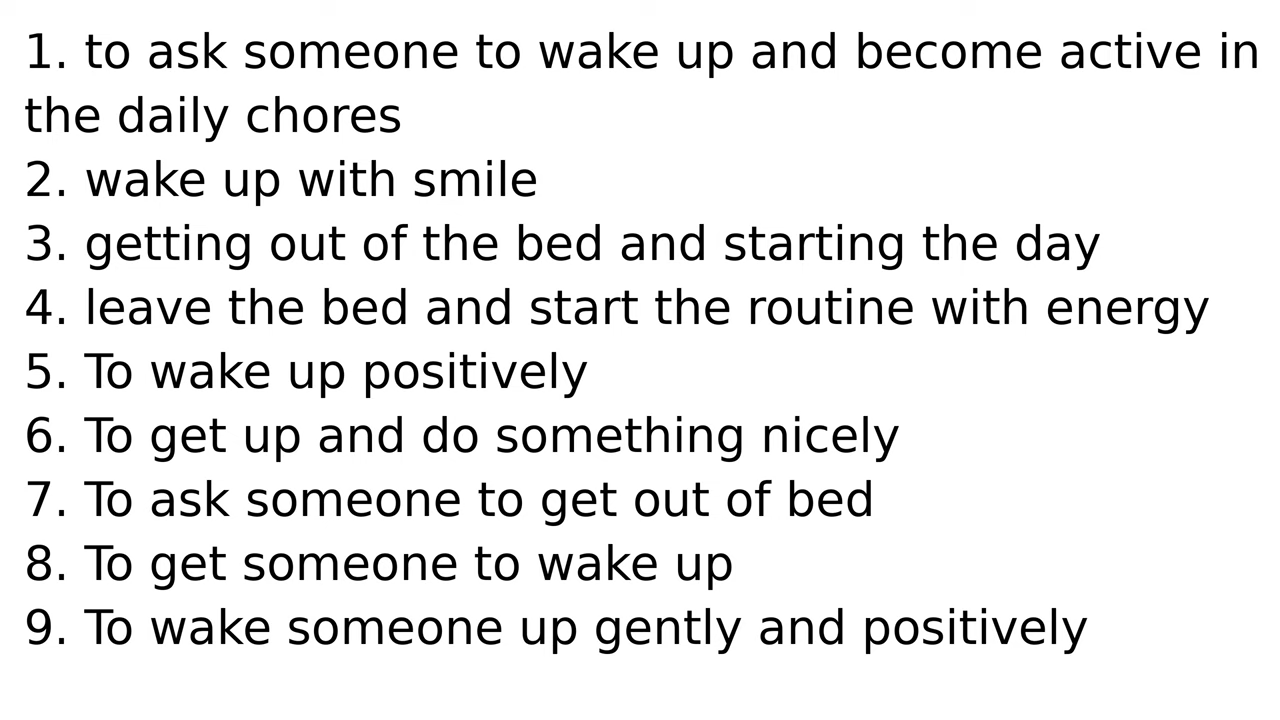 1. to ask someone to wake up and become active in
the daily chores
2. wake up with smile
3. getting out of the bed and starting the day
4. leave the bed and start the routine with energy
5. To wake up positively
6. To get up and do something nicely
7. To ask someone to get out of bed
8. To get someone to wake up
9. To wake someone up gently and positively